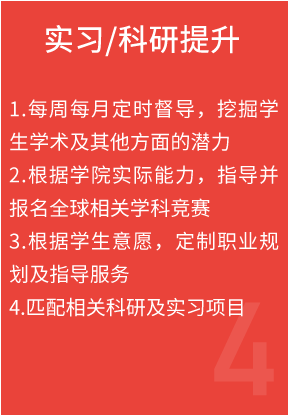 实习/科研提升
1.每周每月定时督导，挖掘学
生学术及其他方面的潜力
2.根据学院实际能力，指导并
报名全球相关学科竞赛
3.根据学生意愿，定制职业规
划及指导服务
4.匹配相关科研及实习项目
4